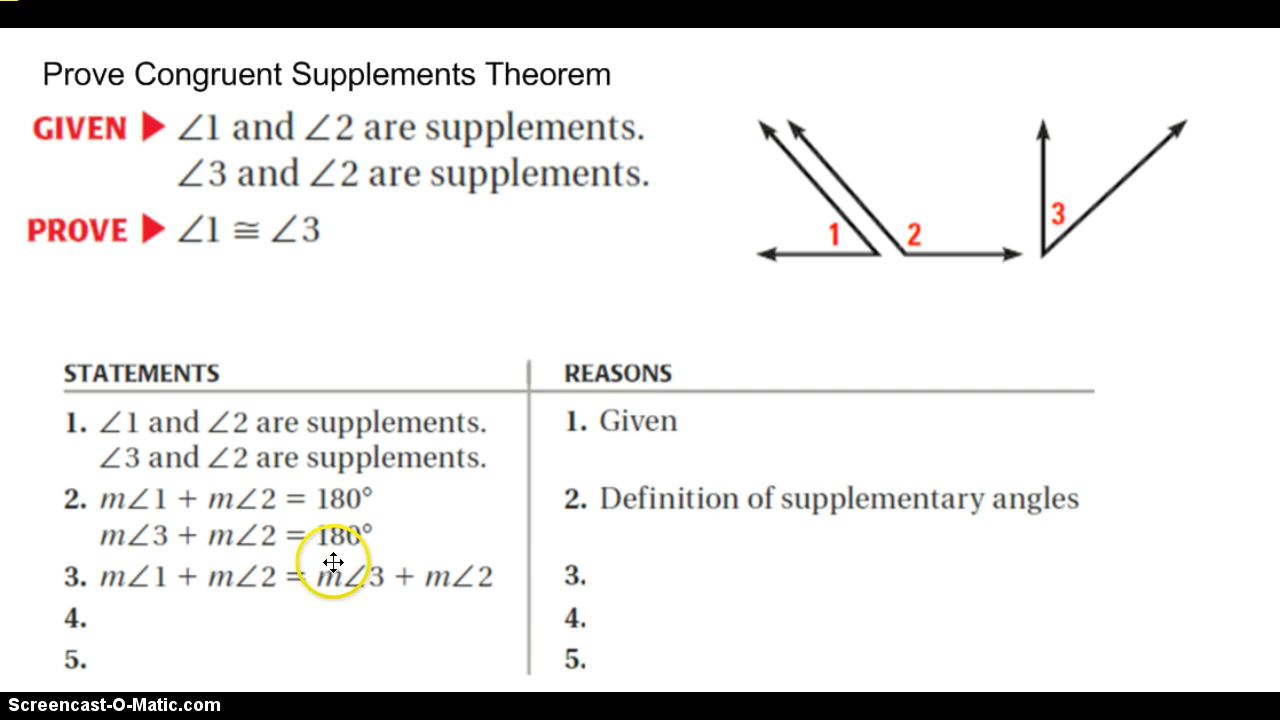 Prove Congruent Supplements Theorem
GIVEN ▶ ∠1 and ∠2 are supplements.
∠3 and ∠2 are supplements.
PROVE ▶ ∠1 ≅ ∠3
1
2
3
STATEMENTS
REASONS
1. ∠1 and ∠2 are supplements.
∠3 and ∠2 are supplements.
1. Given
2. m∠1 + m∠2 = 180°
m∠3 + m∠2 = 180°
2. Definition of supplementary angles
3. m∠1 + m∠2 = m∠3 + m∠2
3.
4.
4.
5.
5.
Screencast-O-Matic.com